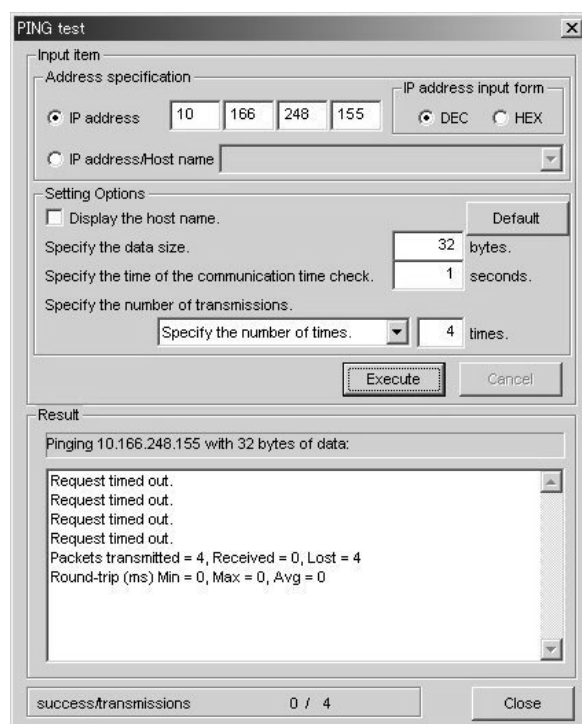 PING test
Input item
Address specification
IP address input form
IP address 10 166 248 155 DEC HEX
IP address/Host name
Setting Options
Display the host name. Default
Specify the data size. 32 bytes.
Specify the time of the communication time check. 1 seconds.
Specify the number of transmissions.
Specify the number of times. 4 times.
Execute Cancel
Result
Pinging 10.166.248.155 with 32 bytes of data:
Request timed out.
Request timed out.
Request timed out.
Request timed out.
Packets transmitted = 4, Received = 0, Lost = 4
Round-trip (ms) Min = 0, Max = 0, Avg = 0
success/transmissions 0 / 4 Close